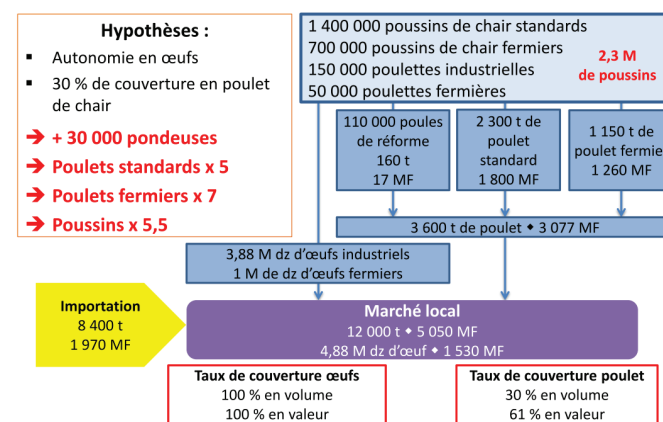 Hypothèses :
▪ Autonomie en œufs
▪ 30 % de couverture en poulet
de chair
➔ + 30 000 pondeuses
➔ Poulets standards x 5
➔ Poulets fermiers x 7
➔ Poussins x 5,5
1 400 000 poussins de chair standards
700 000 poussins de chair fermiers
150 000 poulettes industrielles
50 000 poulettes fermières
2,3 M
de poussins
110 000 poules
de réforme
160 t
17 MF
2 300 t de
poulet
standard
1 800 MF
1 150 t de
poulet fermie
1 260 MF
3 600 t de poulet ◆ 3 077 MF
3,88 M dz d’œufs industriels
1 M de dz d’œufs fermiers
Importation
8 400 t
1 970 MF
Marché local
12 000 t ◆ 5 050 MF
4,88 M dz d’œuf ◆ 1 530 MF
Taux de couverture œufs
100 % en volume
100 % en valeur
Taux de couverture poulet
30 % en volume
61 % en valeur